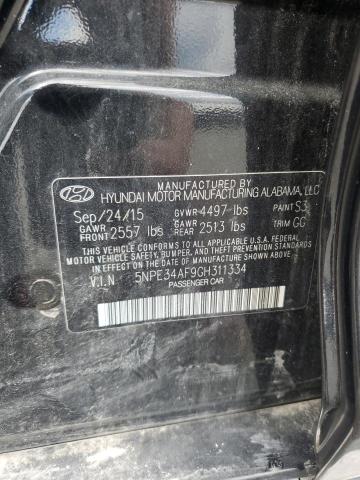 MANUFACTURED BY
HYUNDAI MOTOR MANUFACTURING ALABAMA, LLC
Sep/24/15 GVWR 4497 lbs PAINT S3
GAWR FRONT 2557 lbs GAWR REAR 2513 lbs TRIM GG
THIS VEHICLE CONFORMS TO ALL APPLICABLE U.S.A. FEDERAL
MOTOR VEHICLE SAFETY, BUMPER, AND THEFT PREVENTION
STANDARDS IN EFFECT ON THE DATE OF MANUFACTURE SHOWN ABOVE.
V.I.N 5NPE34AF9GH311334
PASSENGER CAR